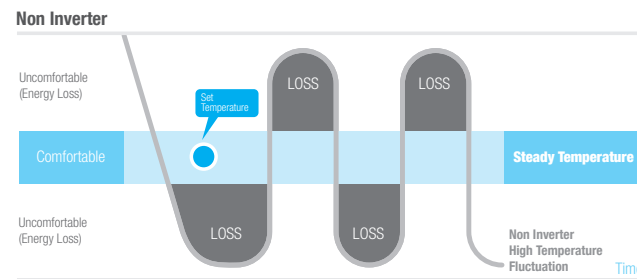 Non Inverter
Uncomfortable
(Energy Loss)
LOSS
LOSS
Set
Temperature
Comfortable
Steady Temperature
Uncomfortable
(Energy Loss)
LOSS
LOSS
Non Inverter
High Temperature
Fluctuation
Tim